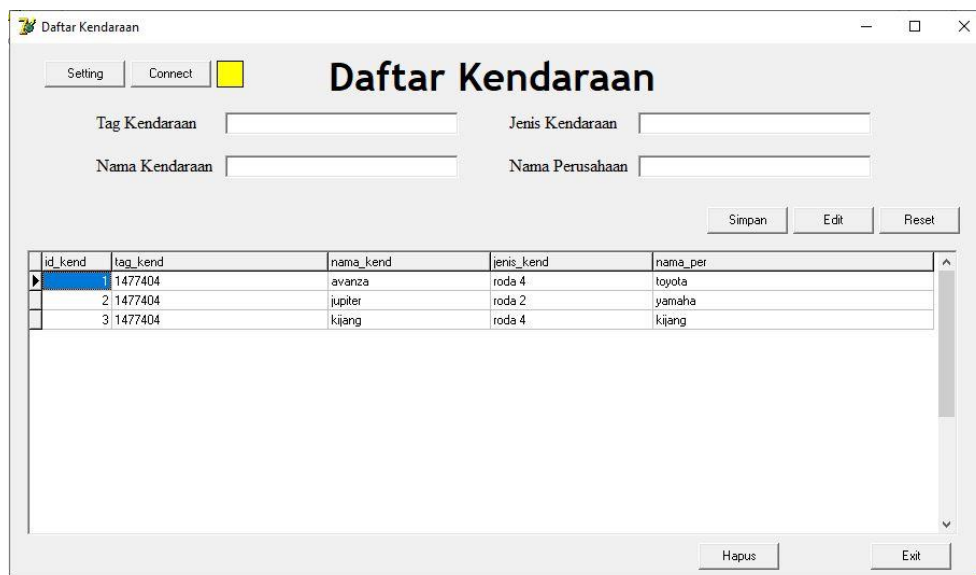 Daftar Kendaraan
Setting Connect Daftar Kendaraan
Tag Kendaraan Jenis Kendaraan
Nama Kendaraan Nama Perusahaan
Simpan Edit Reset
id_kend tag_kend nama_kend jenis_kend nama_per
1 1477404 avanza roda 4 toyota
2 1477404 jupiter roda 2 yamaha
3 1477404 kijang roda 4 kijang
Hapus Exit